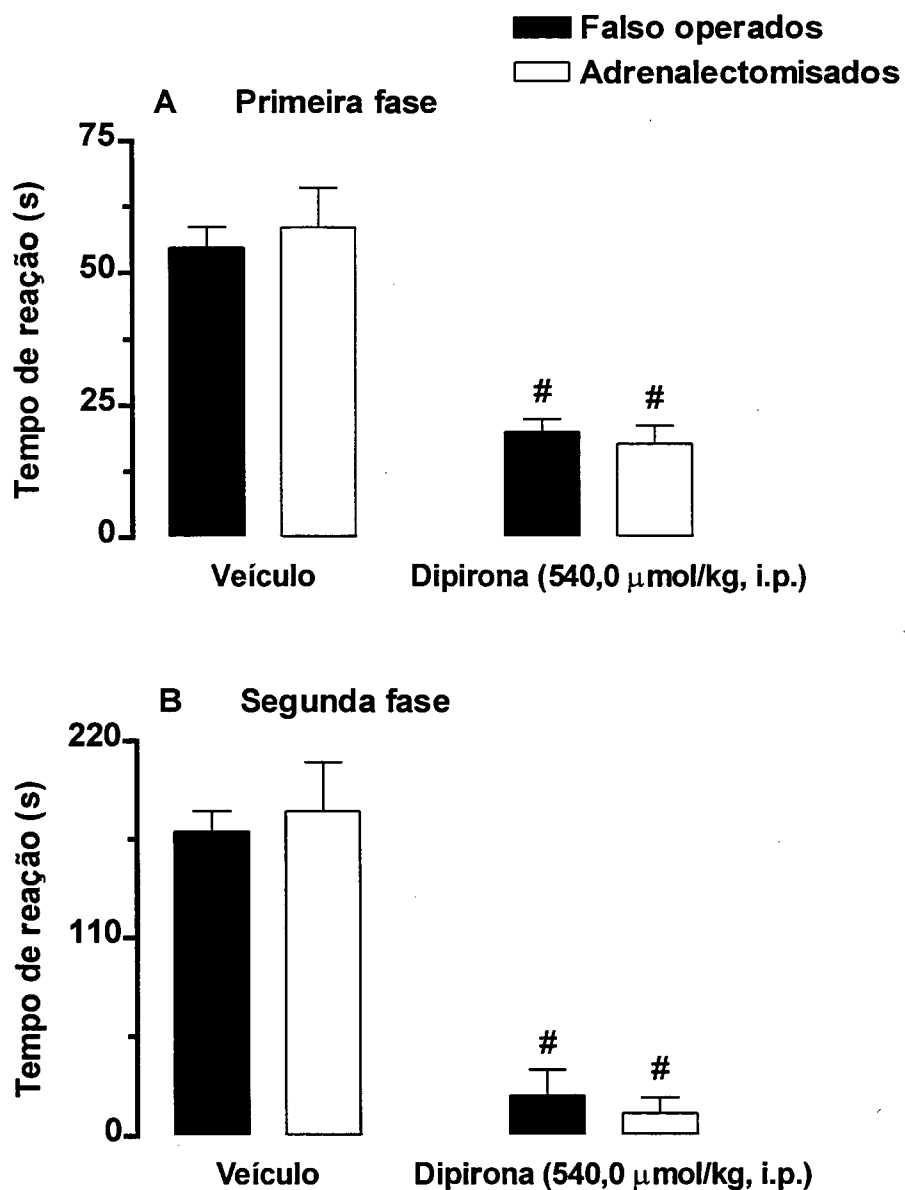 Falso operados
Adrenalectomisados
A Primeira fase
Tempo de reação (s)
75
50
25
0
# #
Veículo Dipirona (540,0 μmol/kg, i.p.)
B Segunda fase
Tempo de reação (s)
220
110
0
# #
Veículo Dipirona (540,0 μmol/kg, i.p.)